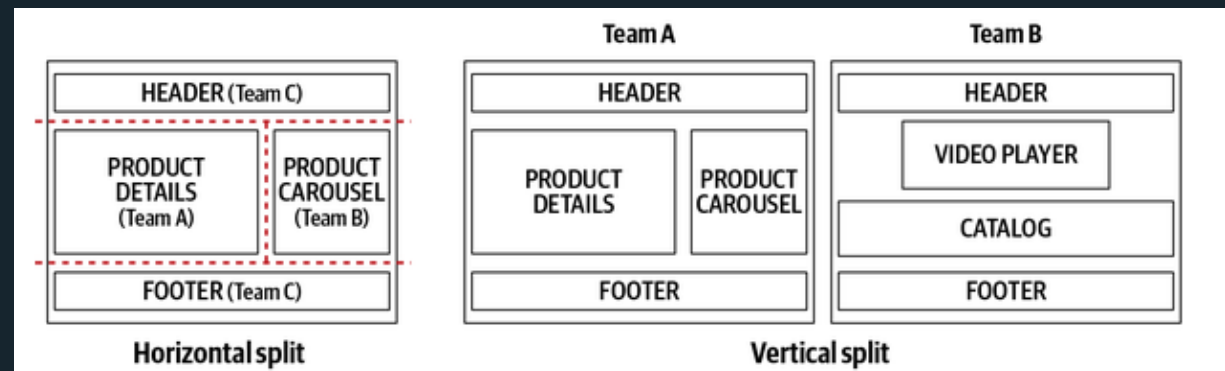 Team A
Team B
HEADER (Team C)
PRODUCT
DETAILS
(Team A)
PRODUCT
CAROUSEL
(Team B)
FOOTER (Team C)
Horizontal split
HEADER
PRODUCT
DETAILS
PRODUCT
CAROUSEL
FOOTER
HEADER
VIDEO PLAYER
CATALOG
FOOTER
Vertical split